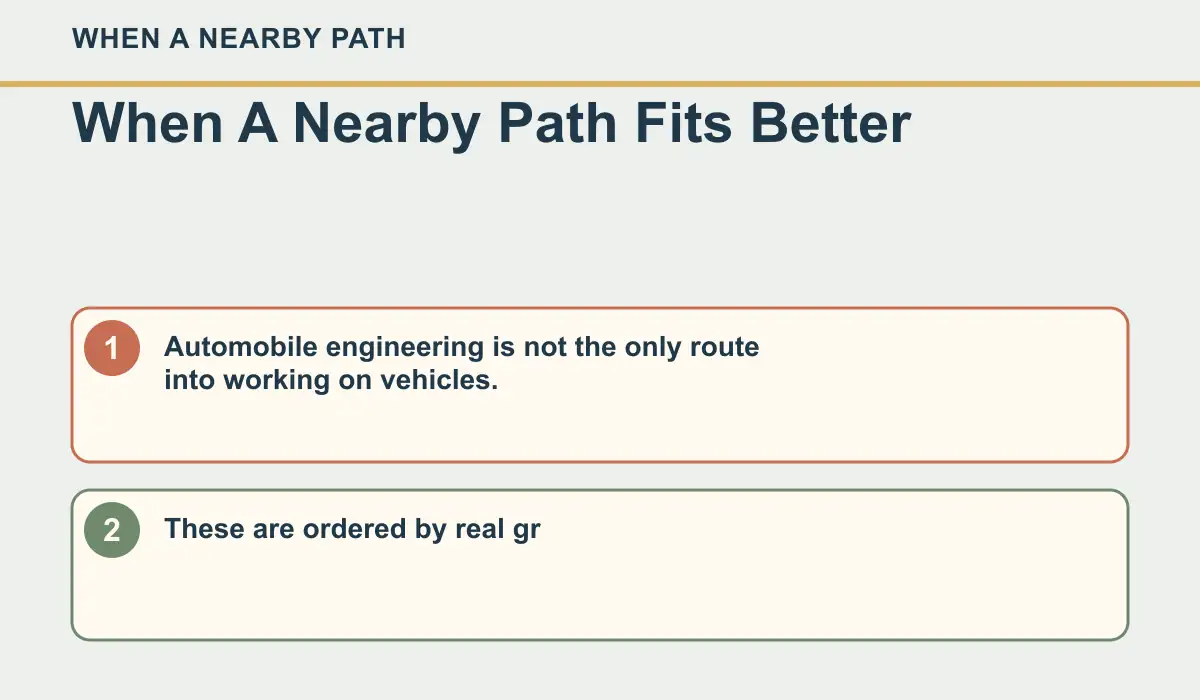 WHEN A NEARBY PATH
When A Nearby Path Fits Better
1
Automobile engineering is not the only route
into working on vehicles.
2
These are ordered by real gr